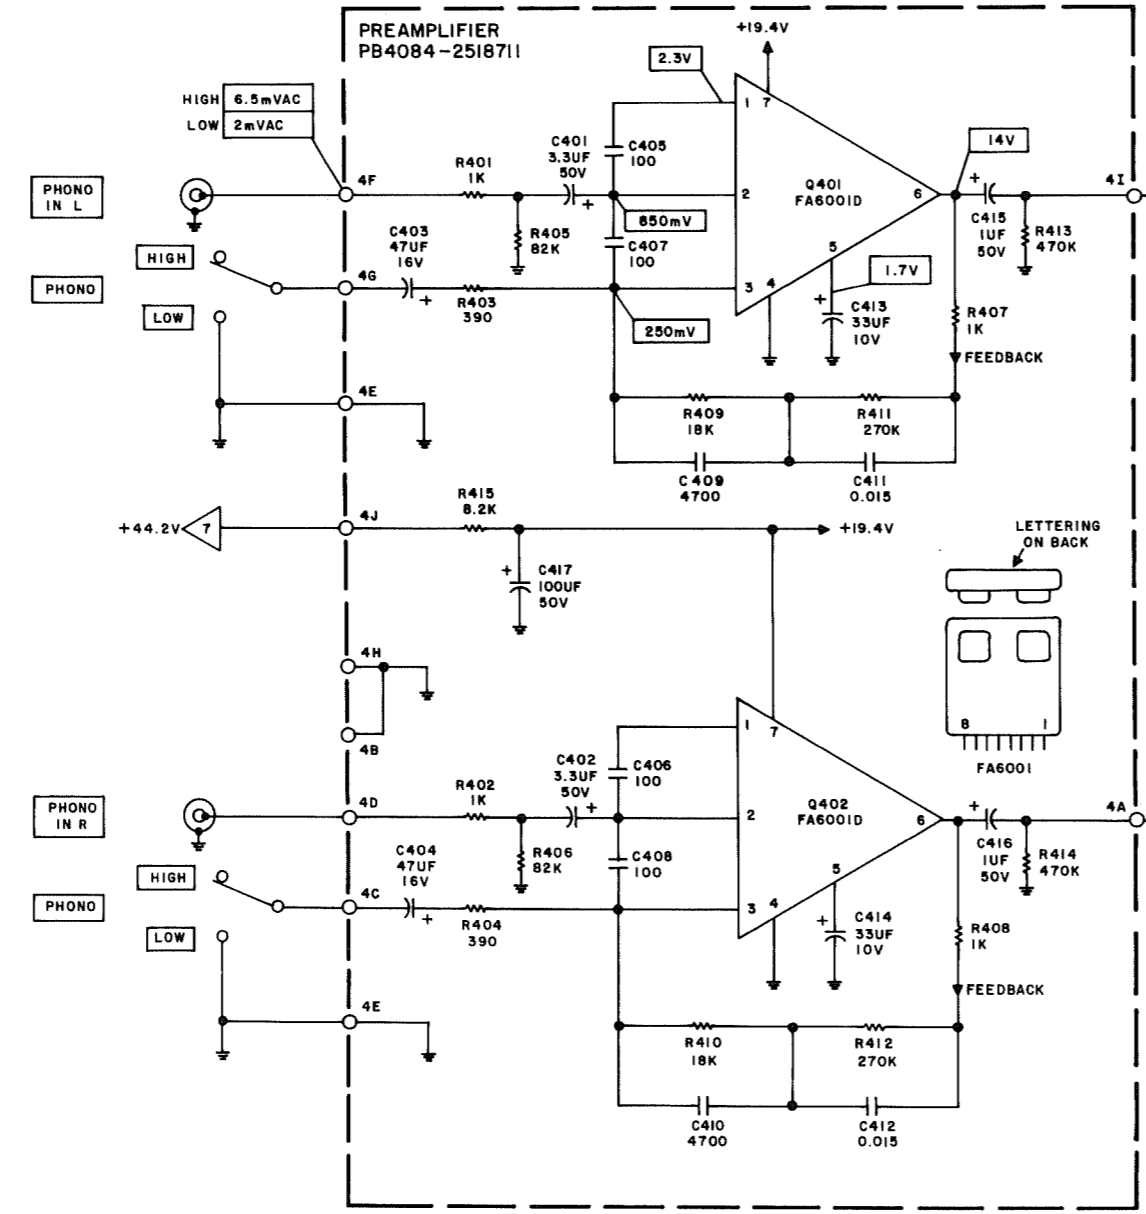 PREAMPLIFIER
PB4084-2518711
+19.4V
2.3V
HIGH 6.5mVAC
LOW 2mVAC
1
7
C401
3.3UF
50V
C405
100
R401
1K
4F
14V
4I
PHONO
IN L
2
Q401
FA6001D
6
+
+
850mV
C403
47UF
16V
R405
82K
C407
100
C415
1UF
50V
R413
470K
HIGH
5
1.7V
PHONO
4G
+
R403
390
3
4
+
C413
33UF
10V
R407
1K
LOW
250mV
FEEDBACK
4E
R409
18K
R411
270K
C409
4700
C411
0.015
R415
8.2K
4J
+44.2V
7
+19.4V
LETTERING
ON BACK
+
C417
100UF
50V
4H
4B
8
1
FA6001
1
7
C402
3.3UF
50V
C406
100
R402
1K
4D
4A
PHONO
IN R
+
2
Q402
FA6001D
6
+
C404
47UF
16V
R406
82K
C408
100
C416
1UF
50V
R414
470K
HIGH
5
PHONO
4C
+
R404
390
3
4
+
C414
33UF
10V
R408
1K
LOW
FEEDBACK
4E
R410
18K
R412
270K
C410
4700
C412
0.015